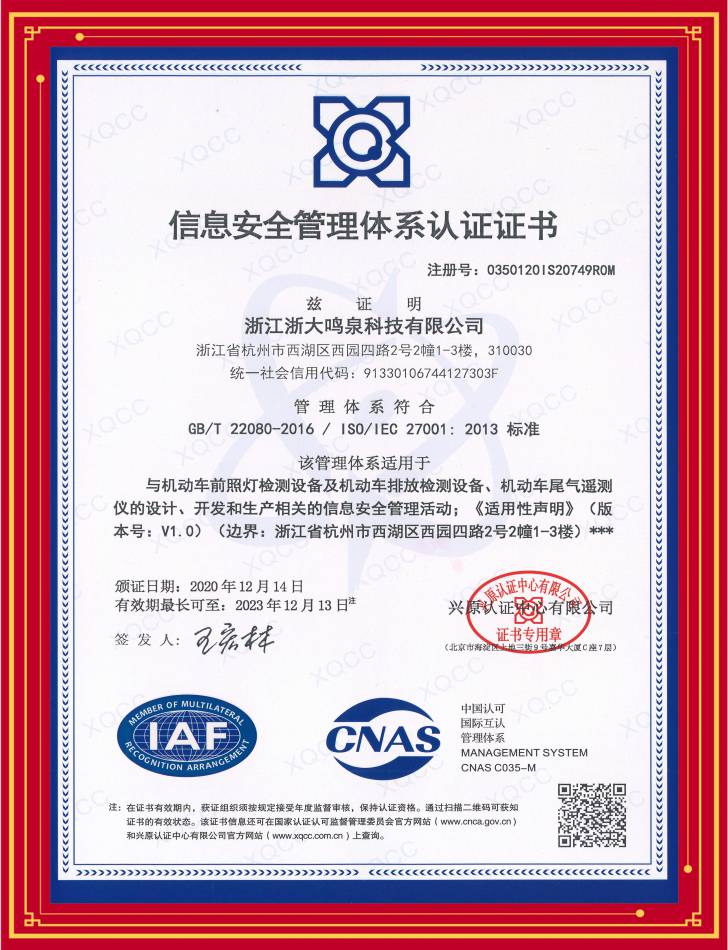 信息安全管理体系认证证书
注册号：0350120IS20749R0M
兹 证 明
浙江浙大鸣泉科技有限公司
浙江省杭州市西湖区西园四路2号2幢1-3楼，310030
统一社会信用代码：91330106744127303F
管理体系符合
GB/T 22080-2016 / ISO/IEC 27001: 2013 标准
该管理体系适用于
与机动车前照灯检测设备及机动车排放检测设备、机动车尾气遥测
仪的设计、开发和生产相关的信息安全管理活动；《适用性声明》（版
本号：V1.0）（边界：浙江省杭州市西湖区西园四路2号2幢1-3楼）***
颁证日期：2020 年 12 月 14 日
有效期最长可至：2023 年 12 月 13 日注
签 发 人：王宏林
兴原认证中心有限公司
兴原认证中心有限公司
证书专用章
（北京市海淀区上地三街9号嘉华大厦C座7层）
MEMBER OF MULTILATERAL
IAF
RECOGNITION ARRANGEMENT
CNAS
中国认可
国际互认
管理体系
MANAGEMENT SYSTEM
CNAS C035-M
注：在证书有效期内，获证组织须按规定接受年度监督审核，保持认证资格。通过扫描二维码可获知
证书的有效状态。该证书信息还可在国家认证认可监督管理委员会官方网站（www.cnca.gov.cn）
和兴原认证中心有限公司官方网站（www.xqcc.com.cn）上查询。
XQCC